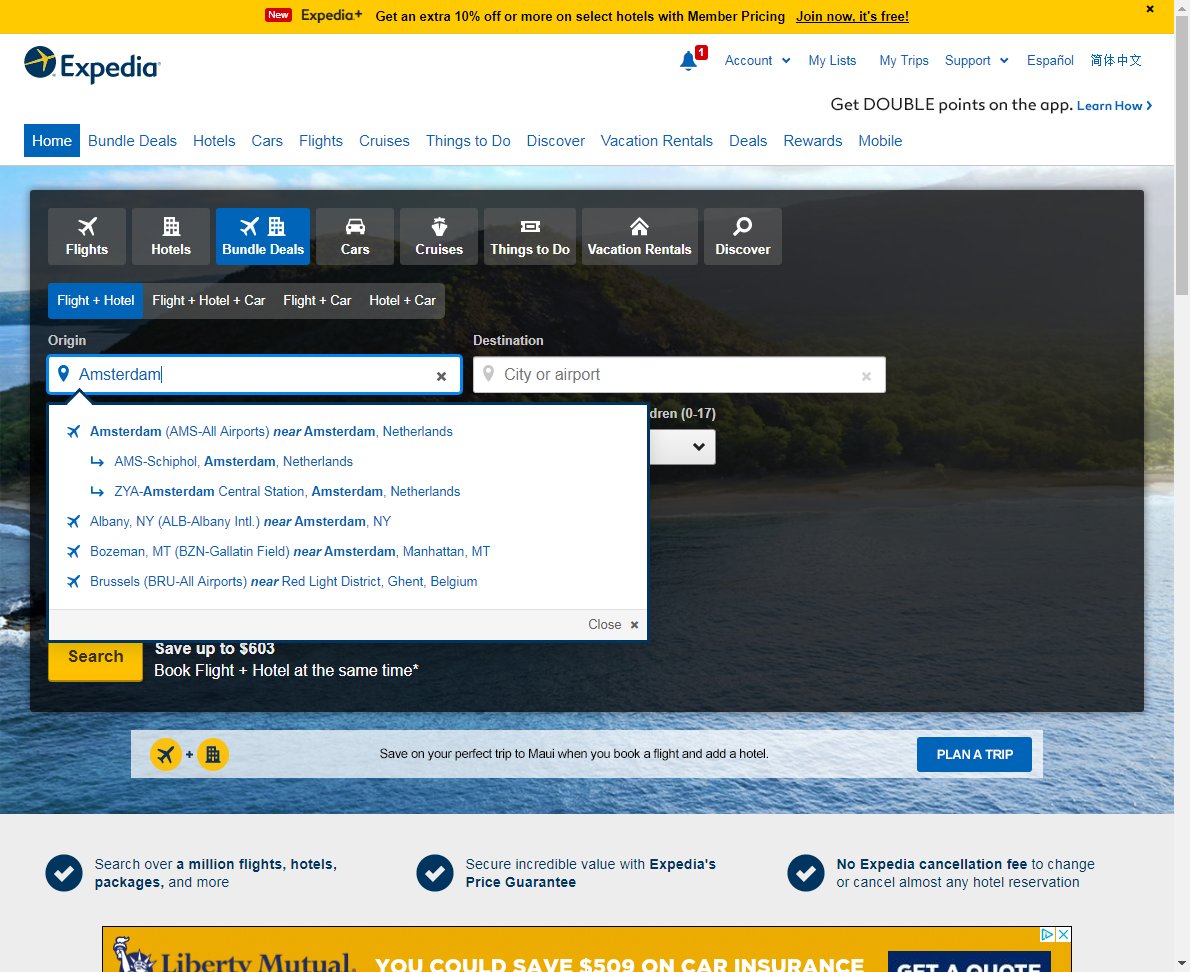 New Expedia+ Get an extra 10% off or more on select hotels with Member Pricing Join now, it's free!
Expedia
1 Account My Lists My Trips Support Español 简体中文
Get DOUBLE points on the app. Learn How
Home Bundle Deals Hotels Cars Flights Cruises Things to Do Discover Vacation Rentals Deals Rewards Mobile
Flights Hotels Bundle Deals Cars Cruises Things to Do Vacation Rentals Discover
Flight + Hotel Flight + Hotel + Car Flight + Car Hotel + Car
Origin Destination
Amsterdam City or airport
dren (0-17)
Amsterdam (AMS-All Airports) near Amsterdam, Netherlands
AMS-Schiphol, Amsterdam, Netherlands
ZYA-Amsterdam Central Station, Amsterdam, Netherlands
Albany, NY (ALB-Albany Intl.) near Amsterdam, NY
Bozeman, MT (BZN-Gallatin Field) near Amsterdam, Manhattan, MT
Brussels (BRU-All Airports) near Red Light District, Ghent, Belgium
Close
Search Save up to $603
Book Flight + Hotel at the same time*
Save on your perfect trip to Maui when you book a flight and add a hotel. PLAN A TRIP
Search over a million flights, hotels,
packages, and more
Secure incredible value with Expedia's
Price Guarantee
No Expedia cancellation fee to change
or cancel almost any hotel reservation
Liberty Mutual. YOU COULD SAVE $509 ON CAR INSURANCE GET A QUOTE